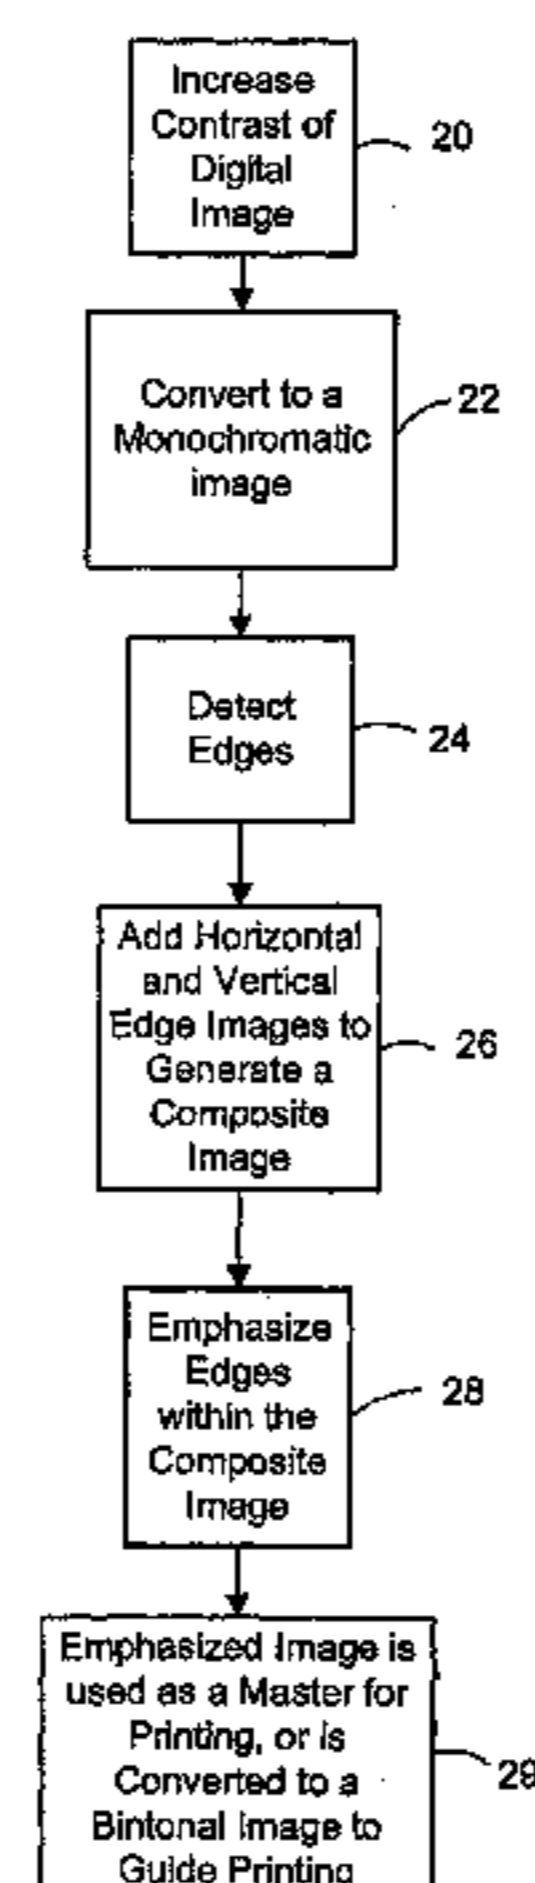 Increase
Contrast of
Digital
Image
20
Convert to a
Monochromatic
image
22
Detect
Edges
24
Add Horizontal
and Vertical
Edge Images to
Generate a
Composite
Image
26
Emphasize
Edges
within the
Composite
Image
28
Emphasized Image is
used as a Master for
Printing, or is
Converted to a
Bintonal Image to
Guide Printing
29